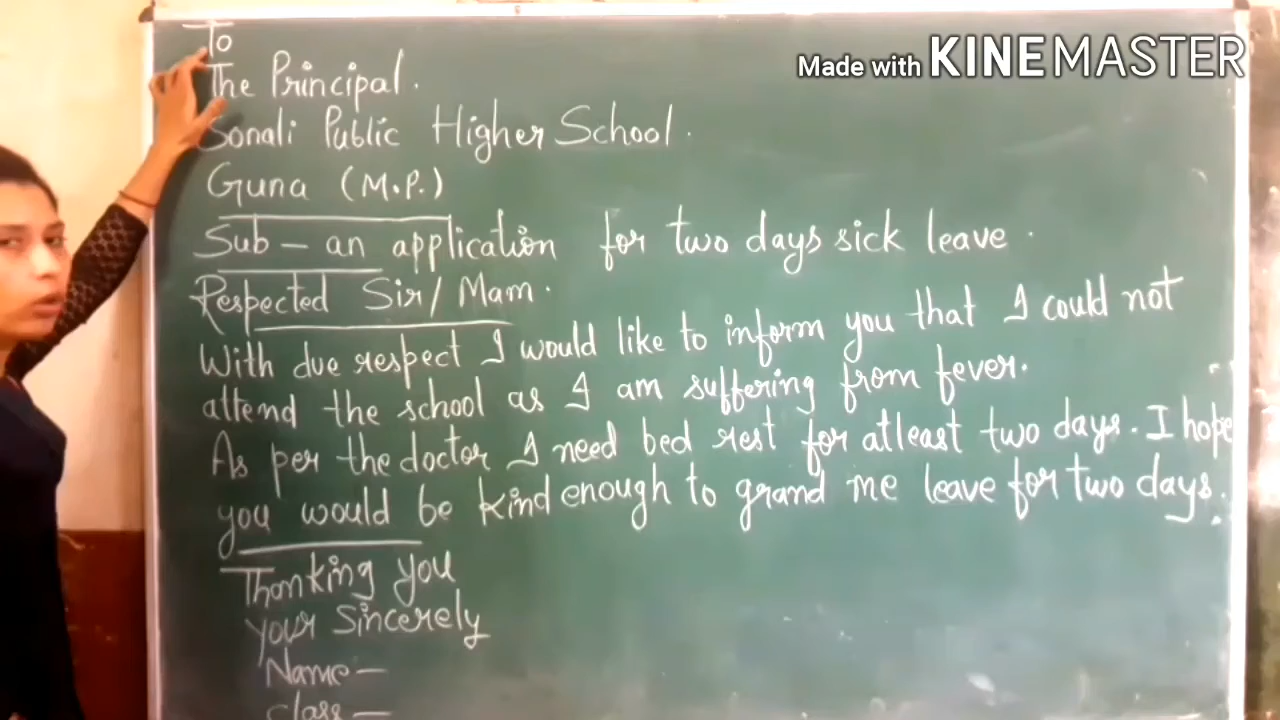 To
Made with KINEMASTER
The Principal.
Sonali Public Higher School.
Guna (M.P.)
Sub – an application for two days sick leave.
Respected Sir/Mam.
With due respect I would like to inform you that I could not
attend the school as I am suffering from fever.
As per the doctor I need bed rest for atleast two days. I hope
you would be kind enough to grand me leave for two days.
Thanking you
your Sincerely
Name –
Class –